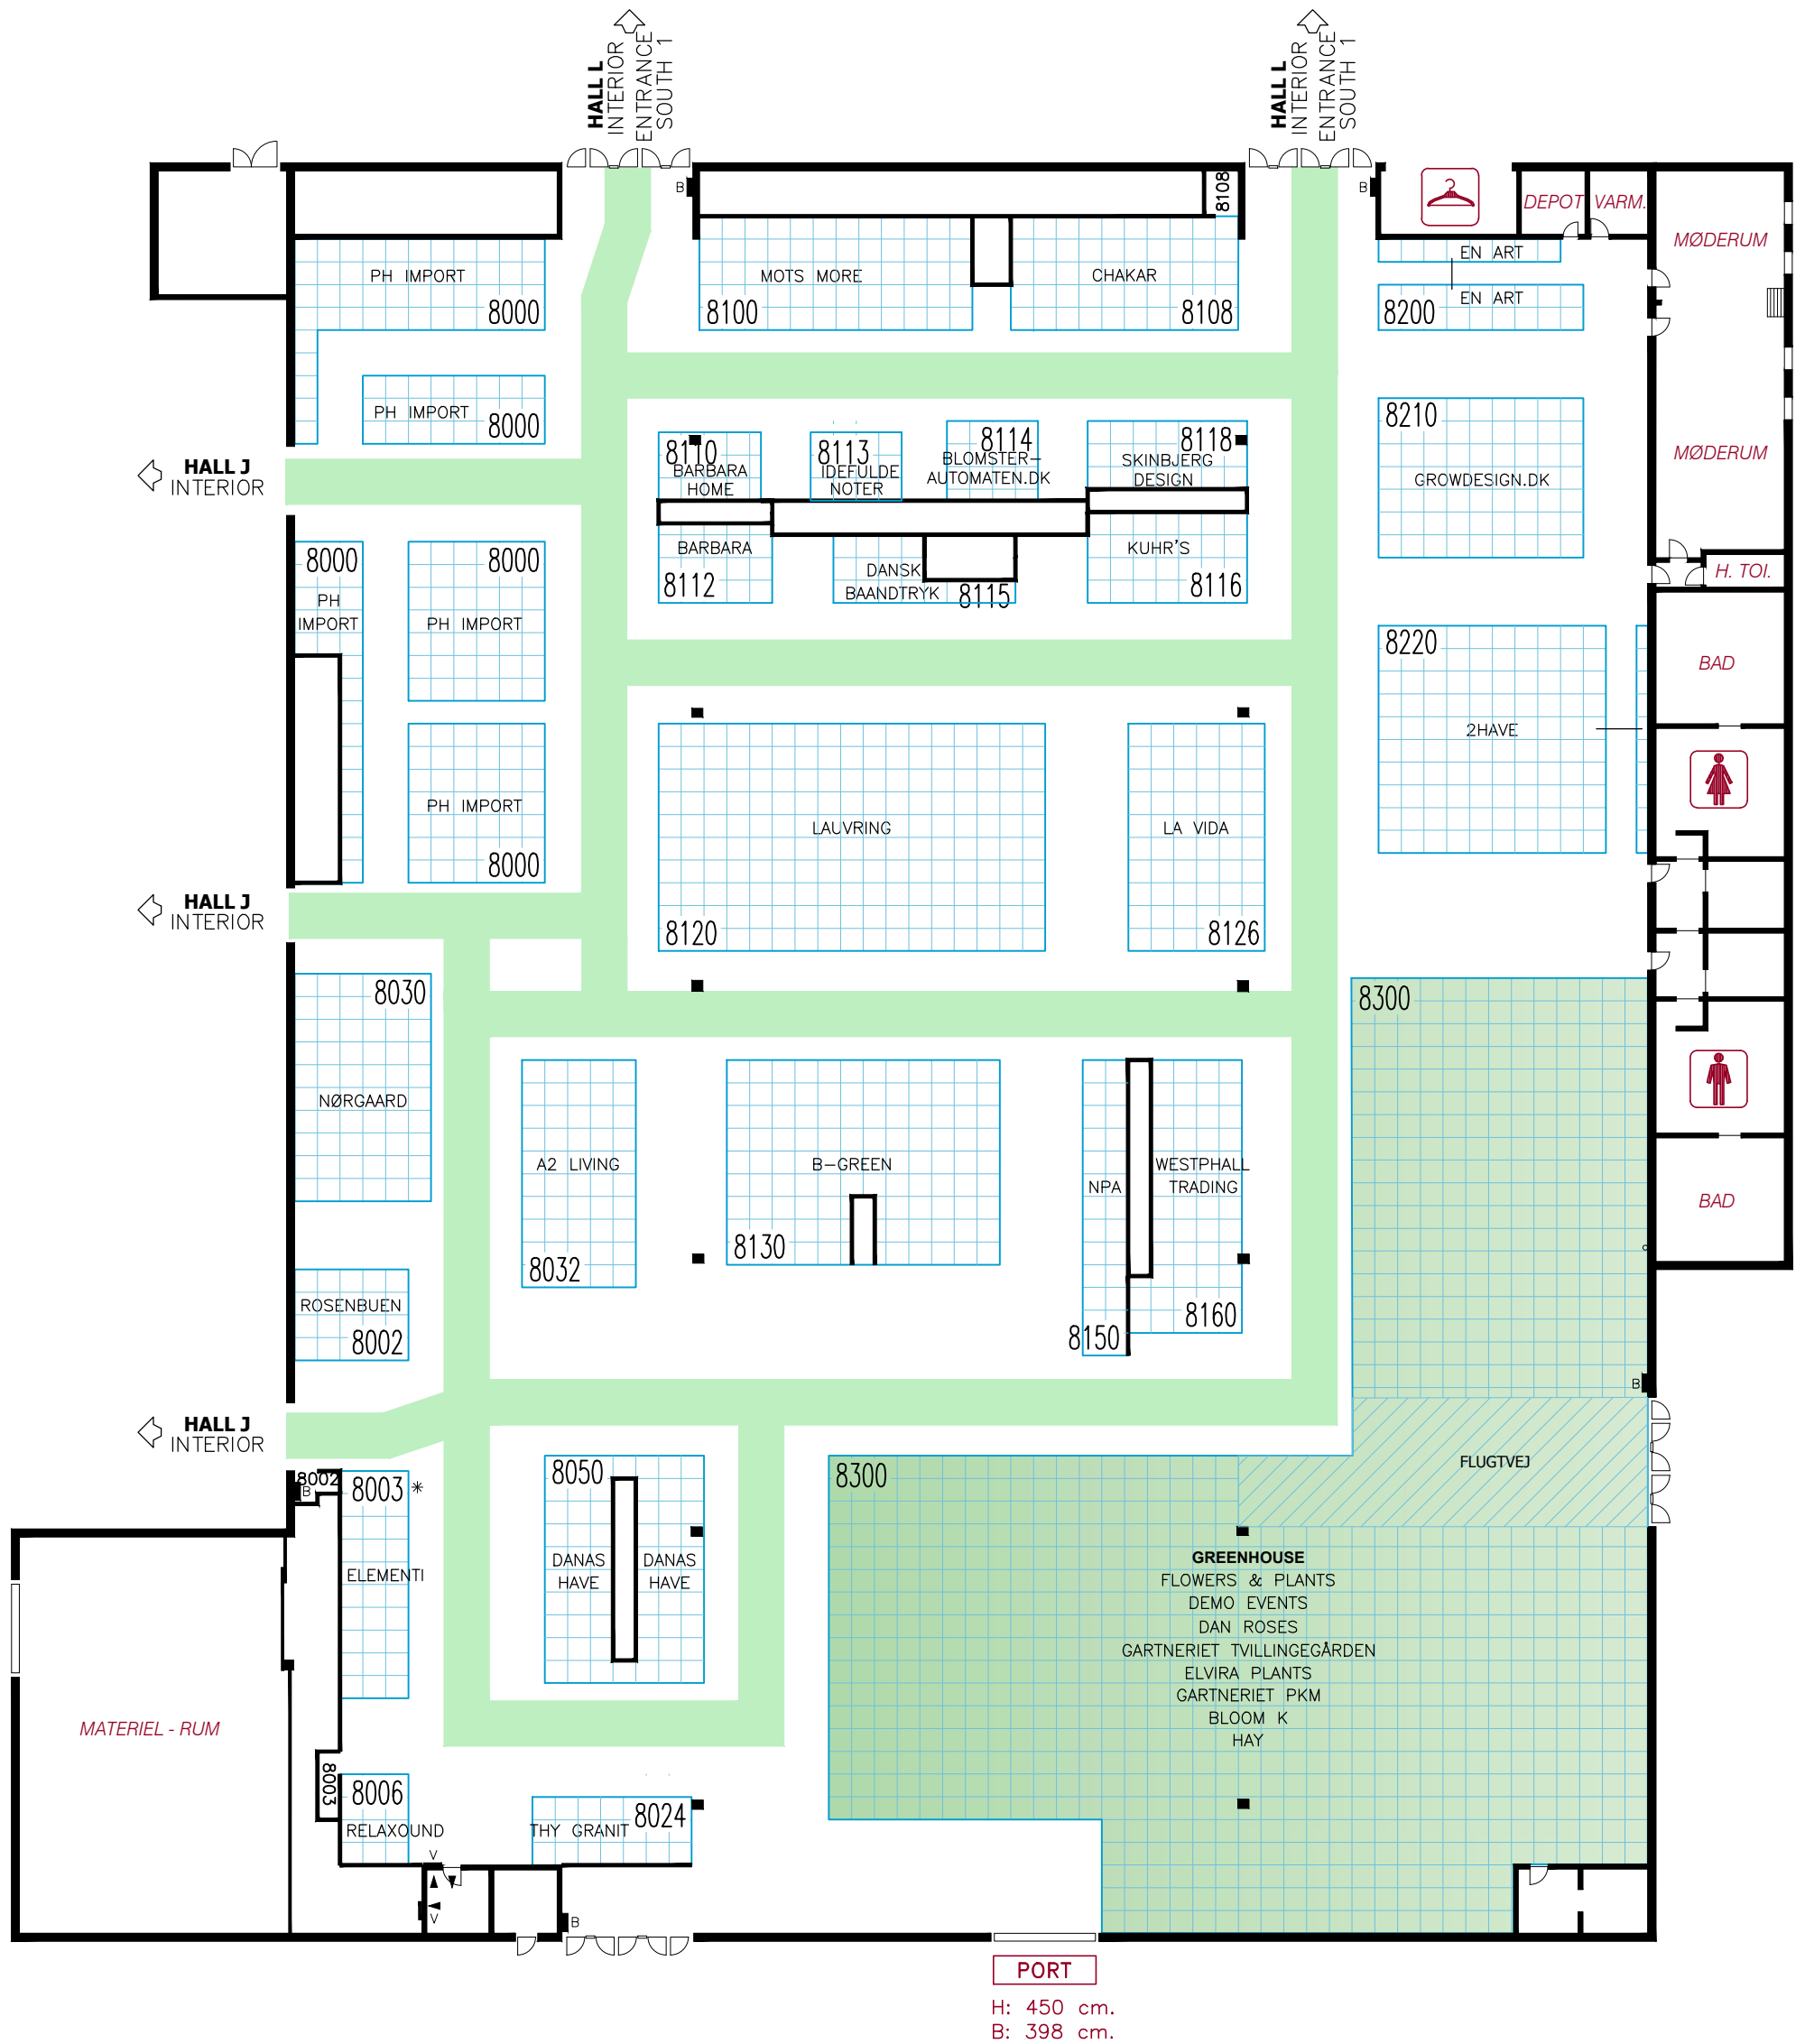 HALL L
INTERIOR
ENTRANCE
SOUTH 1
HALL L
INTERIOR
ENTRANCE
SOUTH 1
B
8108
B
DEPOT
VARM.
MØDERUM
PH IMPORT
8000
MOTS MORE
8100
CHAKAR
8108
EN ART
EN ART
8200
PH IMPORT
8000
HALL J
INTERIOR
8110
BARBARA
HOME
8113
IDEFULDE
NOTER
8114
BLOMSTER-
AUTOMATEN.DK
8118
SKINBJERG
DESIGN
8210
GROWDESIGN.DK
MØDERUM
8000
PH
IMPORT
8000
PH IMPORT
BARBARA
8112
DANSK
BAANDTRYK
8115
KUHR'S
8116
H. TOI.
8220
2HAVE
BAD
PH IMPORT
8000
LAUVRING
8120
LA VIDA
8126
HALL J
INTERIOR
8030
NØRGAARD
8300
A2 LIVING
8032
B-GREEN
8130
NPA
8150
WESTPHALL
TRADING
8160
BAD
ROSENBUEN
8002
B
HALL J
INTERIOR
8002
B
8003 *
ELEMENTI
8050
DANAS
HAVE
DANAS
HAVE
8300
FLUGTVEJ
GREENHOUSE
FLOWERS & PLANTS
DEMO EVENTS
DAN ROSES
GARTNERIET TVILLINGEGÅRDEN
ELVIRA PLANTS
GARTNERIET PKM
BLOOM K
HAY
MATERIEL - RUM
8003
8006
RELAXOUND
THY GRANIT
8024
V
V
B
PORT
H: 450 cm.
B: 398 cm.